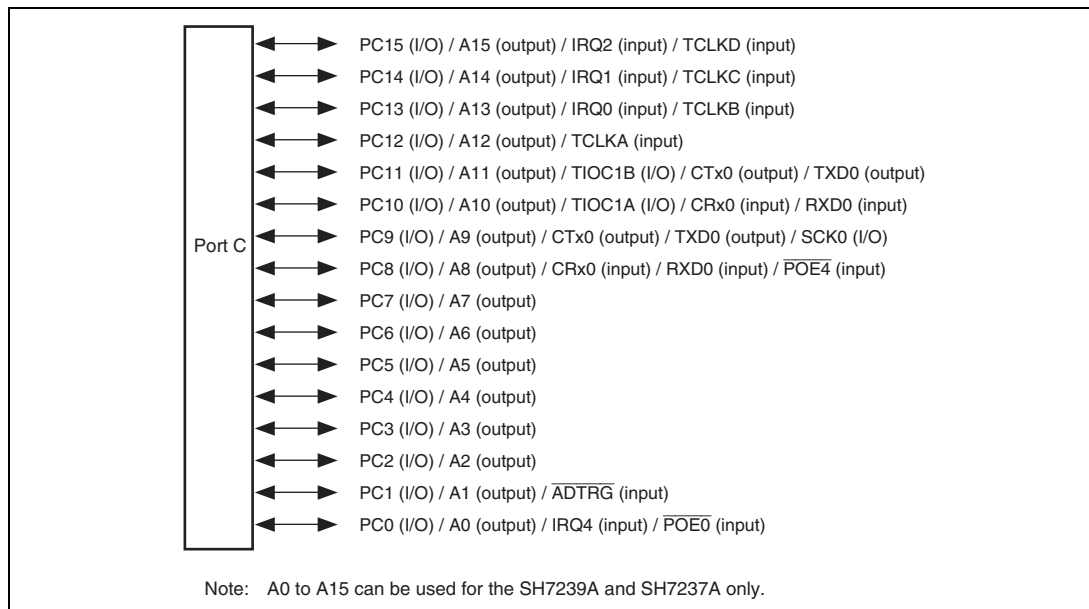 PC15 (I/O) / A15 (output) / IRQ2 (input) / TCLKD (input)
PC14 (I/O) / A14 (output) / IRQ1 (input) / TCLKC (input)
PC13 (I/O) / A13 (output) / IRQ0 (input) / TCLKB (input)
PC12 (I/O) / A12 (output) / TCLKA (input)
PC11 (I/O) / A11 (output) / TIOC1B (I/O) / CTx0 (output) / TXD0 (output)
PC10 (I/O) / A10 (output) / TIOC1A (I/O) / CRx0 (input) / RXD0 (input)
Port C
PC9 (I/O) / A9 (output) / CTx0 (output) / TXD0 (output) / SCK0 (I/O)
PC8 (I/O) / A8 (output) / CRx0 (input) / RXD0 (input) / P̅O̅E̅4̅ (input)
PC7 (I/O) / A7 (output)
PC6 (I/O) / A6 (output)
PC5 (I/O) / A5 (output)
PC4 (I/O) / A4 (output)
PC3 (I/O) / A3 (output)
PC2 (I/O) / A2 (output)
PC1 (I/O) / A1 (output) / A̅D̅T̅R̅G̅ (input)
PC0 (I/O) / A0 (output) / IRQ4 (input) / P̅O̅E̅0̅ (input)
Note: A0 to A15 can be used for the SH7239A and SH7237A only.